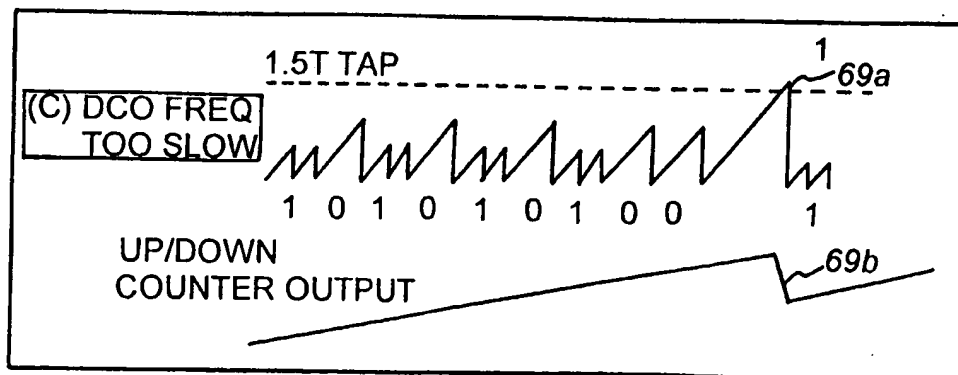 1.5T TAP
1
69a
(C) DCO FREQ
TOO SLOW
1 0 1 0 1 0 1 0 0 1
UP/DOWN
COUNTER OUTPUT
69b